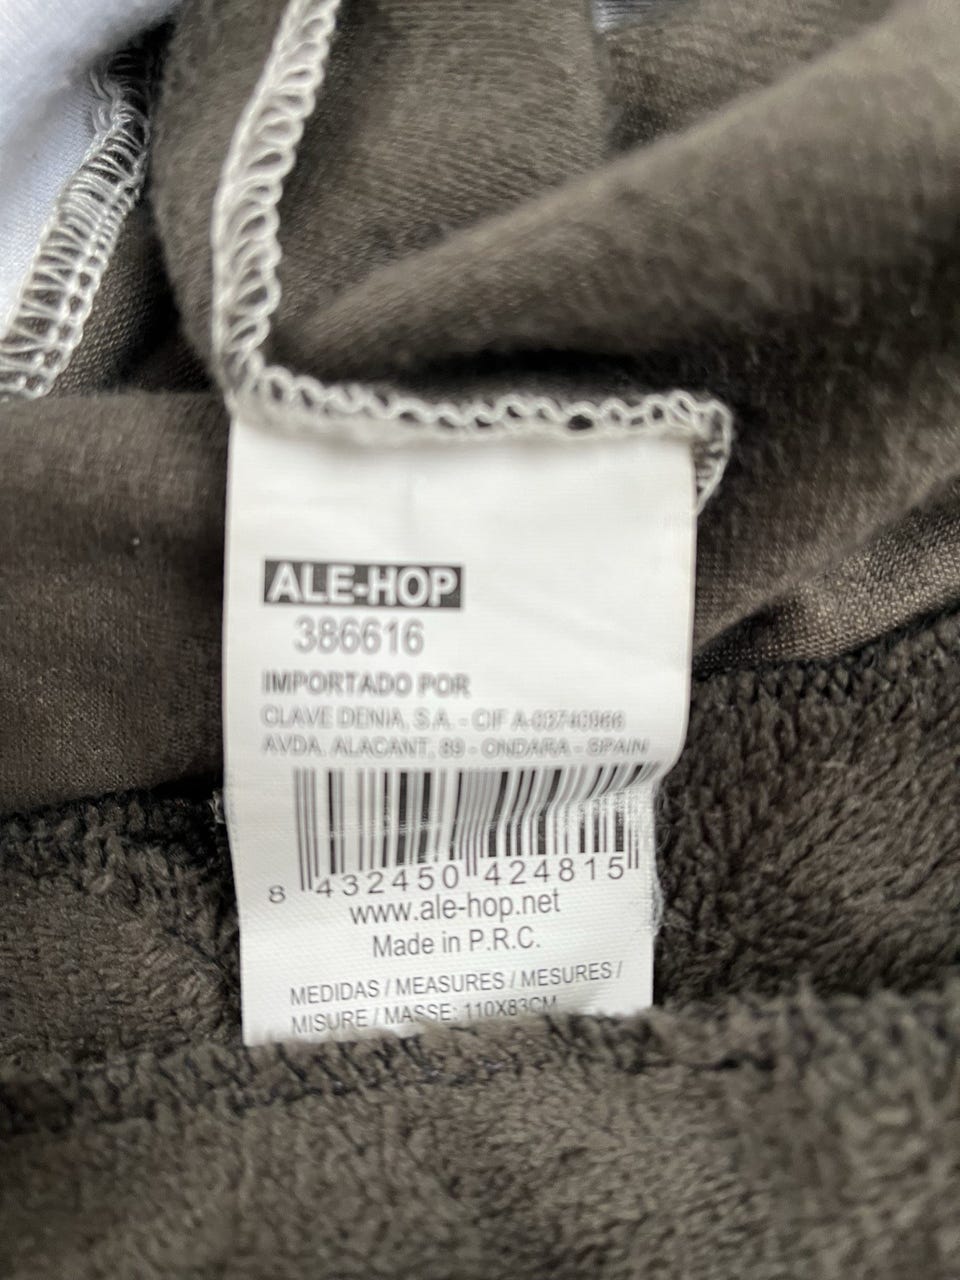 ALE-HOP
386616
IMPORTADO POR
CLAVE DENIA, S.A. - CIF
AVDA. ALACANT, 89 - ONDARA - SPAIN
8 432450 424815
www.ale-hop.net
Made in P.R.C.
MEDIDAS / MEASURES / MESURES /
MISURE / MASSE: 110X83CM